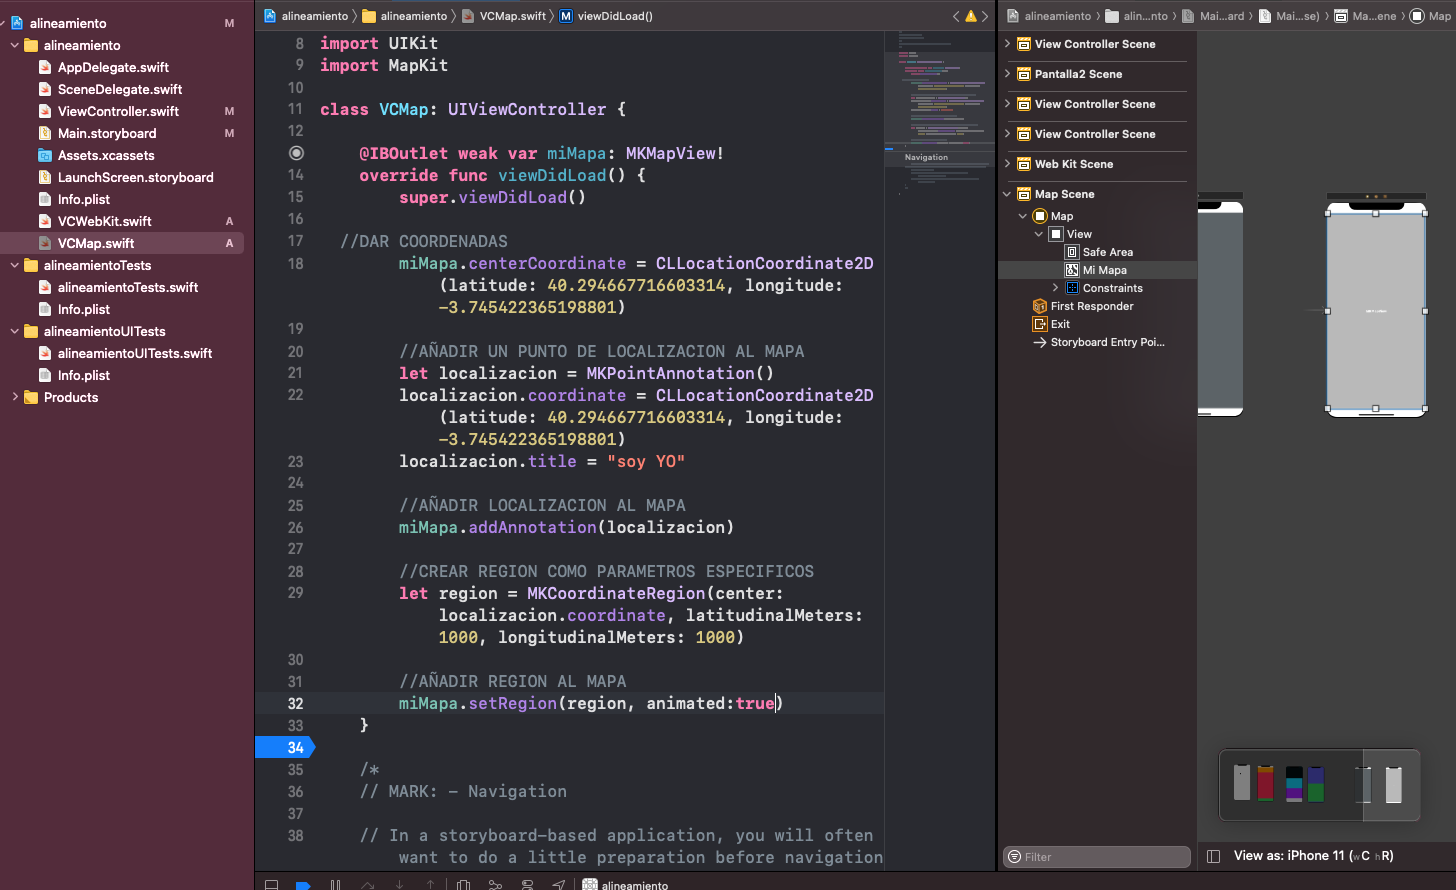 alineamiento M
alineamiento
AppDelegate.swift
SceneDelegate.swift
ViewController.swift M
Main.storyboard M
Assets.xcassets
LaunchScreen.storyboard
Info.plist
VCWebKit.swift A
VCMap.swift A
alineamientoTests
alineamientoTests.swift
Info.plist
alineamientoUITests
alineamientoUITests.swift
Info.plist
Products
alineamiento alineamiento VCMap.swift M viewDidLoad()
8 import UIKit
9 import MapKit
10
11 class VCMap: UIViewController {
12
@IBOutlet weak var miMapa: MKMapView!
14 override func viewDidLoad() {
15 super.viewDidLoad()
16
17 //DAR COORDENADAS
18 miMapa.centerCoordinate = CLLocationCoordinate2D
(latitude: 40.294667716603314, longitude:
-3.745422365198801)
19
20 //AÑADIR UN PUNTO DE LOCALIZACION AL MAPA
21 let localizacion = MKPointAnnotation()
22 localizacion.coordinate = CLLocationCoordinate2D
(latitude: 40.294667716603314, longitude:
-3.745422365198801)
23 localizacion.title = "soy YO"
24
25 //AÑADIR LOCALIZACION AL MAPA
26 miMapa.addAnnotation(localizacion)
27
28 //CREAR REGION COMO PARAMETROS ESPECIFICOS
29 let region = MKCoordinateRegion(center:
localizacion.coordinate, latitudinalMeters:
1000, longitudinalMeters: 1000)
30
31 //AÑADIR REGION AL MAPA
32 miMapa.setRegion(region, animated:true)
33 }
34
35 /*
36 // MARK: - Navigation
37
38 // In a storyboard-based application, you will often
want to do a little preparation before navigation
alineamiento
Navigation
alineamiento alin...nto Mai...ard Mai...se) Ma...ene Map
View Controller Scene
Pantalla2 Scene
View Controller Scene
View Controller Scene
Web Kit Scene
Map Scene
Map
View
Safe Area
Mi Mapa
Constraints
First Responder
Exit
Storyboard Entry Poi...
Filter
View as: iPhone 11 (wC hR)